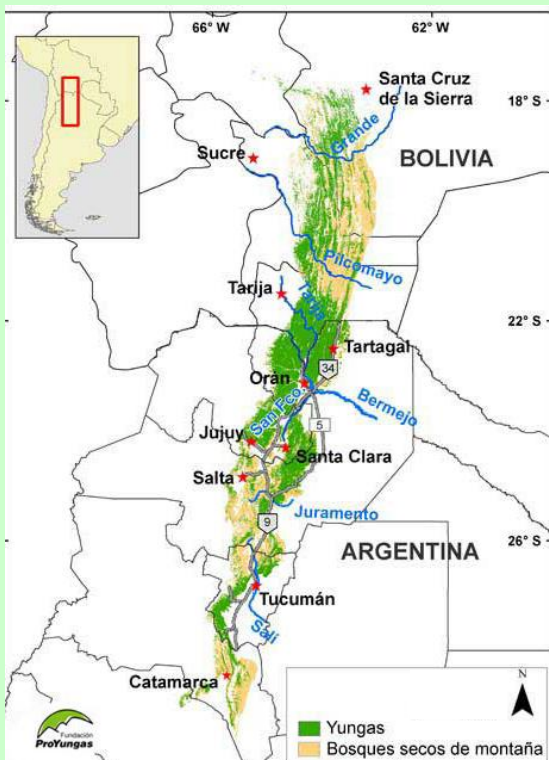 66° W
62° W
Santa Cruz
de la Sierra
18° S
Grande
Sucre
BOLIVIA
Pilcomayo
Tarija
Tarija
22° S
Tartagal
Orán
34
San Fco.
Bermejo
5
Jujuy
Santa Clara
Salta
Juramento
9
26° S
ARGENTINA
Tucumán
Salí
Catamarca
N
Fundación
ProYungas
Yungas
Bosques secos de montaña